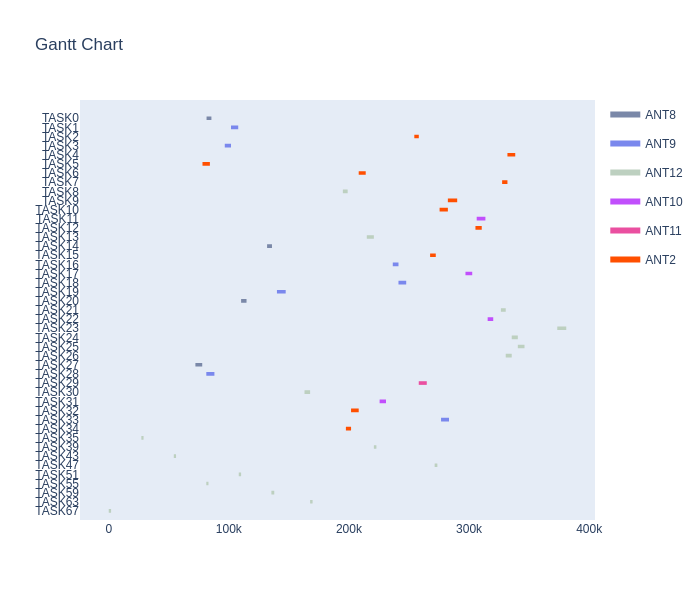 Gantt Chart
TASK0
TASK1
TASK2
TASK3
TASK4
TASK5
TASK6
TASK7
TASK8
TASK9
TASK10
TASK11
TASK12
TASK13
TASK14
TASK15
TASK16
TASK17
TASK18
TASK19
TASK20
TASK21
TASK22
TASK23
TASK24
TASK25
TASK26
TASK27
TASK28
TASK29
TASK30
TASK31
TASK32
TASK33
TASK34
TASK35
TASK39
TASK43
TASK47
TASK51
TASK55
TASK59
TASK63
TASK67
0
100k
200k
300k
400k
ANT8
ANT9
ANT12
ANT10
ANT11
ANT2